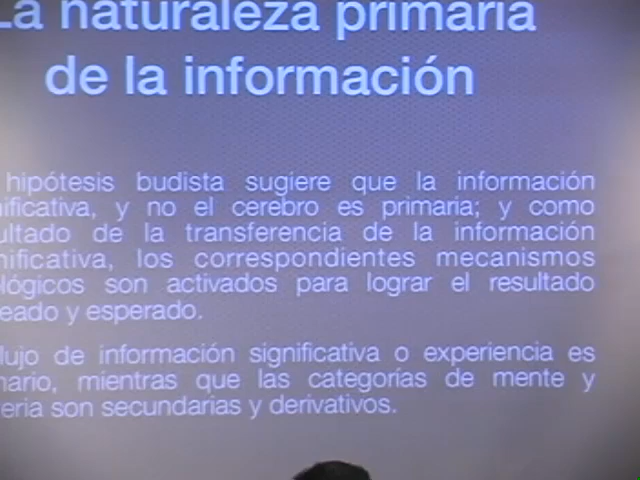 La naturaleza primaria
de la información
hipótesis budista sugiere que la información
nificativa, y no el cerebro es primaria; y como
ultado de la transferencia de la información
nificativa, los correspondientes mecanismos
lógicos son activados para lograr el resultado
eado y esperado.
lujo de información significativa o experiencia es
nario, mientras que las categorías de mente y
eria son secundarias y derivativos.